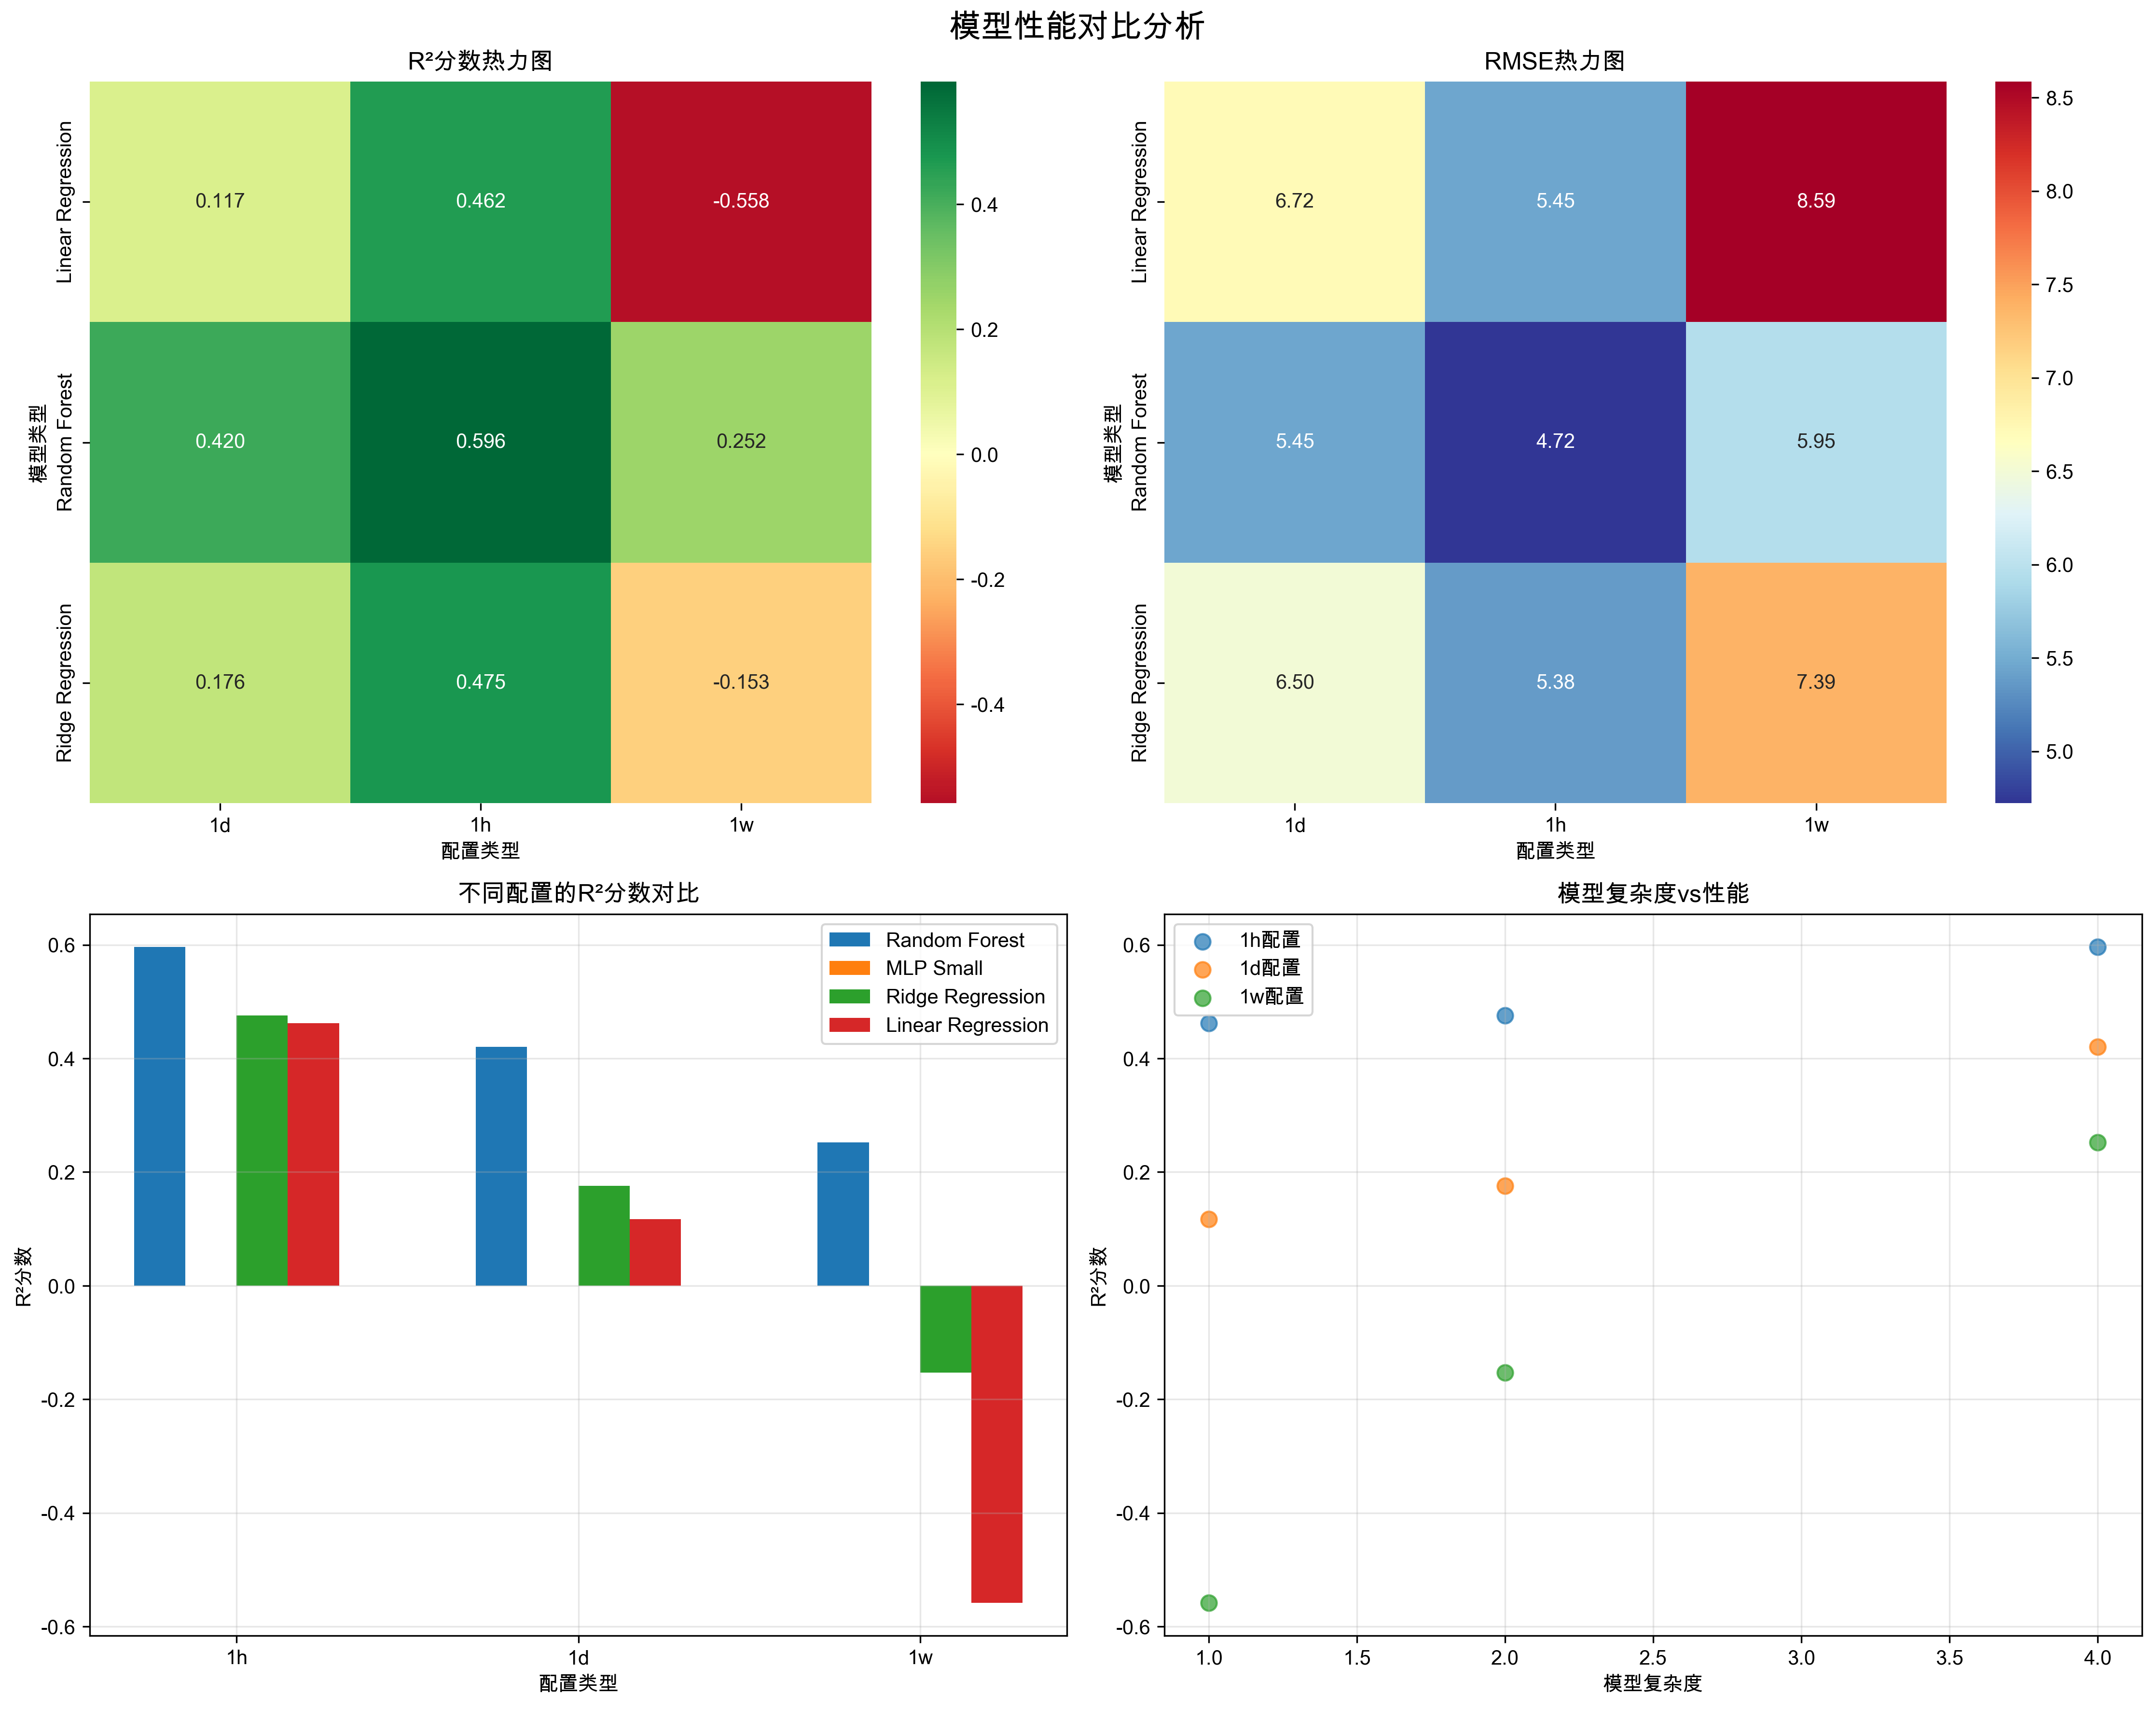 模型性能对比分析
R²分数热力图
Linear Regression
Random Forest
Ridge Regression
模型类型
0.117 0.462 -0.558
0.420 0.596 0.252
0.176 0.475 -0.153
1d 1h 1w
配置类型
0.4
0.2
0.0
-0.2
-0.4
RMSE热力图
Linear Regression
Random Forest
Ridge Regression
模型类型
6.72 5.45 8.59
5.45 4.72 5.95
6.50 5.38 7.39
1d 1h 1w
配置类型
8.5
8.0
7.5
7.0
6.5
6.0
5.5
5.0
不同配置的R²分数对比
Random Forest
MLP Small
Ridge Regression
Linear Regression
R²分数
0.6
0.4
0.2
0.0
-0.2
-0.4
-0.6
1h 1d 1w
配置类型
模型复杂度vs性能
1h配置
1d配置
1w配置
R²分数
0.6
0.4
0.2
0.0
-0.2
-0.4
-0.6
1.0 1.5 2.0 2.5 3.0 3.5 4.0
模型复杂度